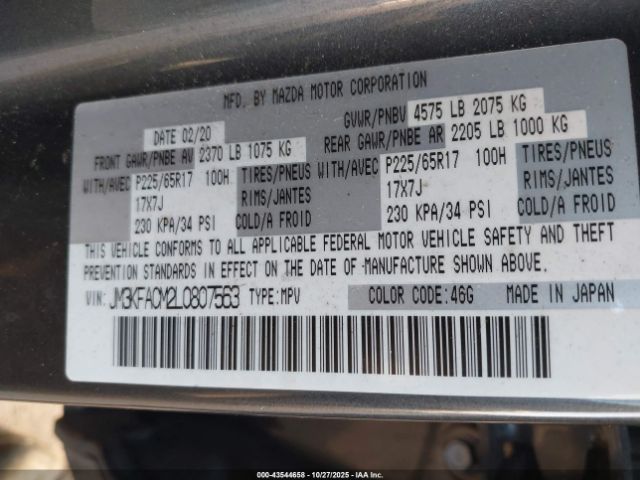 MFD. BY MAZDA MOTOR CORPORATION
DATE 02/20 GVWR/PNBV 4575 LB 2075 KG
FRONT GAWR/PNBE AV 2370 LB 1075 KG REAR GAWR/PNBE AR 2205 LB 1000 KG
WITH/AVEC P225/65R17 100H TIRES/PNEUS WITH/AVEC P225/65R17 100H TIRES/PNEUS
17X7J RIMS/JANTES 17X7J RIMS/JANTES
230 KPA/34 PSI COLD/A FROID 230 KPA/34 PSI COLD/A FROID
THIS VEHICLE CONFORMS TO ALL APPLICABLE FEDERAL MOTOR VEHICLE SAFETY AND THEFT
PREVENTION STANDARDS IN EFFECT ON THE DATE OF MANUFACTURE SHOWN ABOVE.
VIN: JM3KFACM2L0807563 TYPE:MPV COLOR CODE:46G MADE IN JAPAN
000-43544658 - 10/27/2025 - IAA Inc.